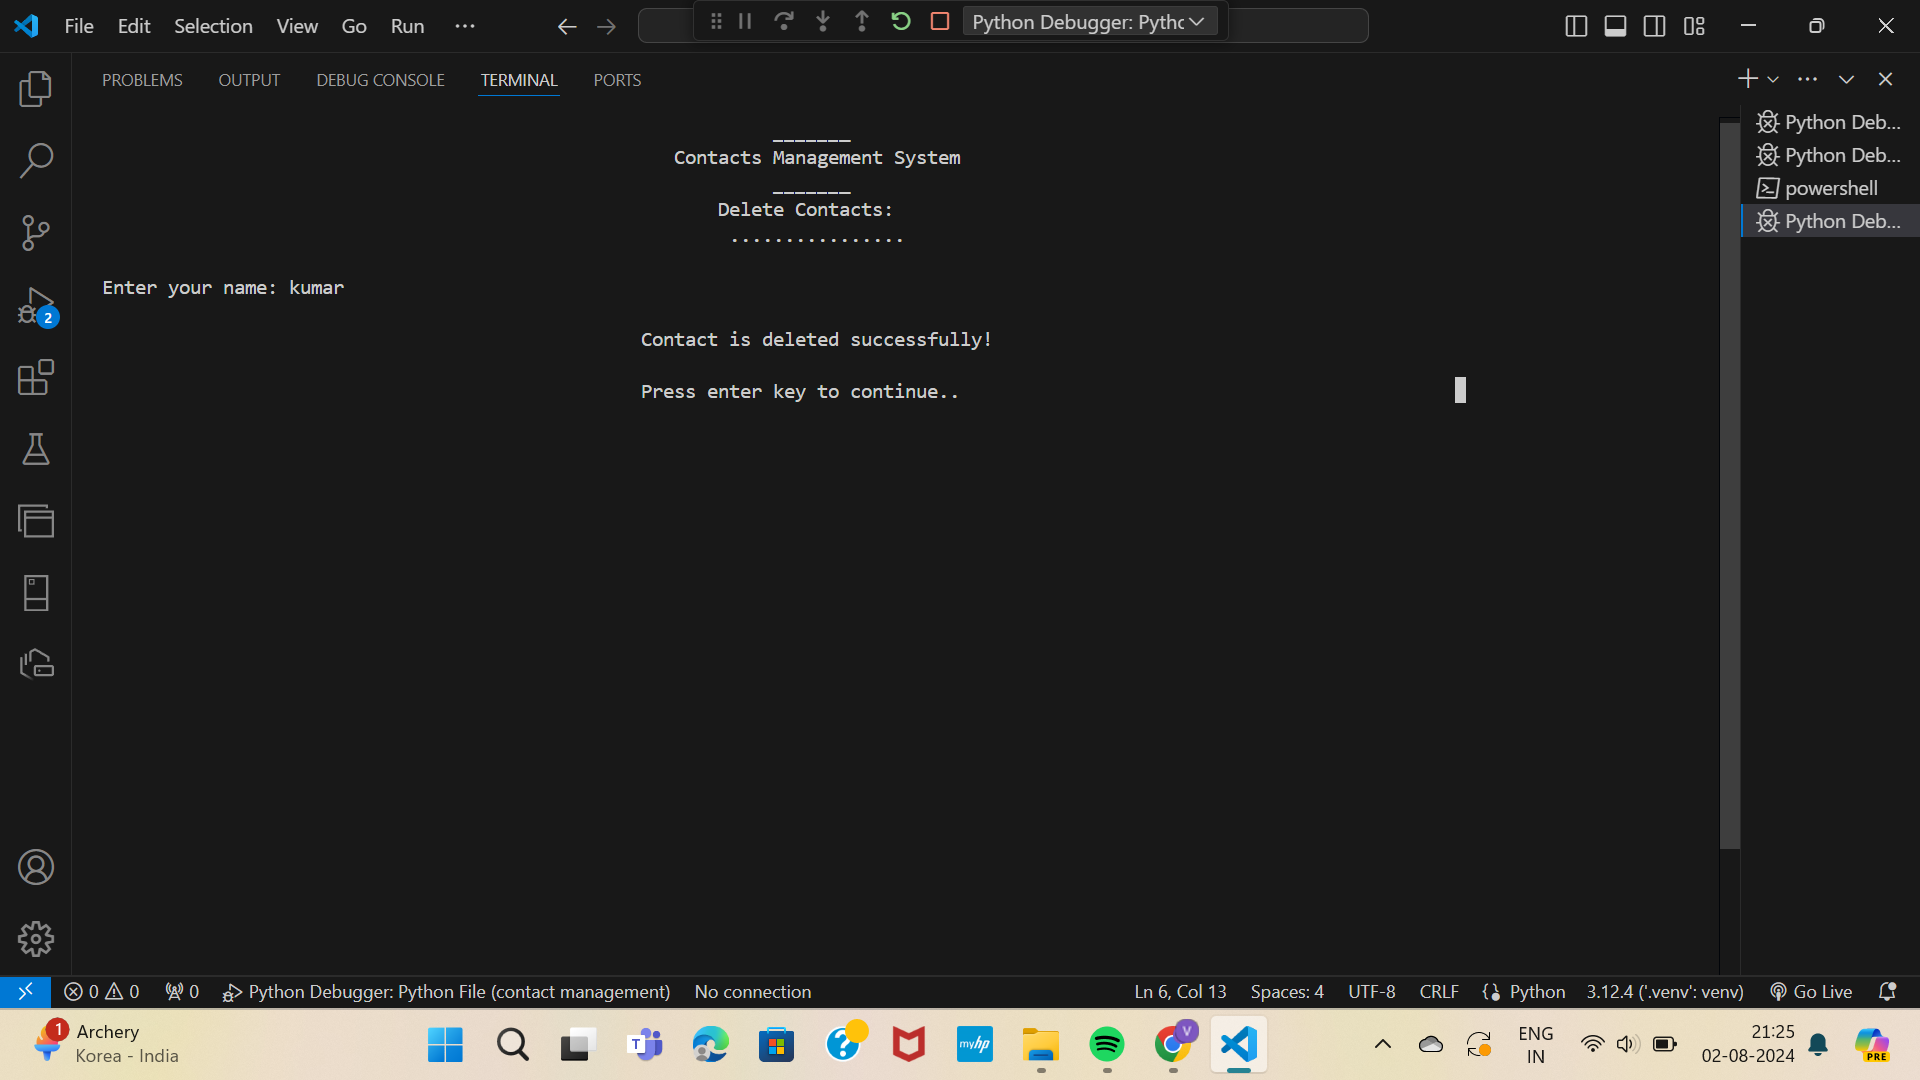 File Edit Selection View Go Run ···
Python Debugger: Pythc
PROBLEMS OUTPUT DEBUG CONSOLE TERMINAL PORTS
_______
Contacts Management System
_______
Delete Contacts:
................
Enter your name: kumar
Contact is deleted successfully!
Press enter key to continue..
Python Deb...
Python Deb...
powershell
Python Deb...
2
0 0 0 Python Debugger: Python File (contact management) No connection
Ln 6, Col 13 Spaces: 4 UTF-8 CRLF Python 3.12.4 ('.venv': venv) Go Live
1
Archery
Korea - India
T
?
myhp
V
ENG
IN
21:25
02-08-2024
PRE